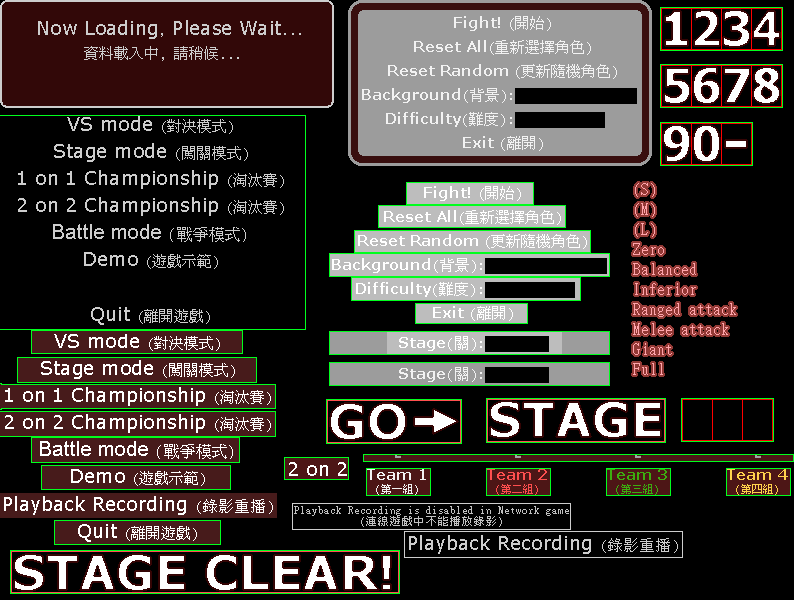 Now Loading, Please Wait...
資料載入中, 請稍候...
Fight! (開始)
Reset All(重新選擇角色)
Reset Random (更新隨機角色)
Background(背景):
Difficulty(難度):
Exit (離開)
1234
5678
90-
VS mode (對決模式)
Stage mode (闖關模式)
1 on 1 Championship (淘汰賽)
2 on 2 Championship (淘汰賽)
Battle mode (戰爭模式)
Demo (遊戲示範)
Quit (離開遊戲)
Fight! (開始)
Reset All(重新選擇角色)
Reset Random (更新隨機角色)
Background(背景):
Difficulty(難度):
Exit (離開)
Stage(關):
Stage(關):
(S)
(M)
(L)
Zero
Balanced
Inferior
Ranged attack
Melee attack
Giant
Full
VS mode (對決模式)
Stage mode (闖關模式)
1 on 1 Championship (淘汰賽)
2 on 2 Championship (淘汰賽)
Battle mode (戰爭模式)
Demo (遊戲示範)
Playback Recording (錄影重播)
Quit (離開遊戲)
GO→
STAGE
2 on 2
Team 1
(第一組)
Team 2
(第二組)
Team 3
(第三組)
Team 4
(第四組)
Playback Recording is disabled in Network game
(連線遊戲中不能播放錄影)
Playback Recording (錄影重播)
STAGE CLEAR!